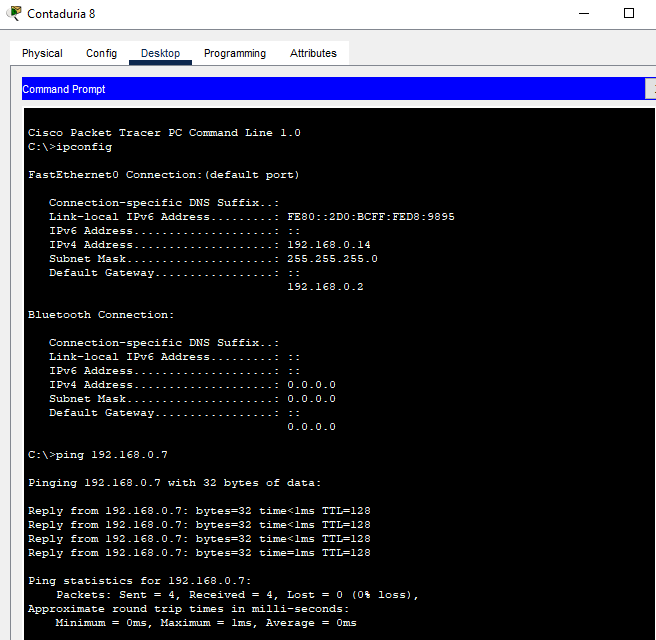 Contaduria 8
Physical Config Desktop Programming Attributes
Command Prompt
Cisco Packet Tracer PC Command Line 1.0
C:\>ipconfig
FastEthernet0 Connection:(default port)
Connection-specific DNS Suffix..:
Link-local IPv6 Address.........: FE80::2D0:BCFF:FED8:9895
IPv6 Address....................: ::
IPv4 Address....................: 192.168.0.14
Subnet Mask.....................: 255.255.255.0
Default Gateway.................: ::
192.168.0.2
Bluetooth Connection:
Connection-specific DNS Suffix..:
Link-local IPv6 Address.........: ::
IPv6 Address....................: ::
IPv4 Address....................: 0.0.0.0
Subnet Mask.....................: 0.0.0.0
Default Gateway.................: ::
0.0.0.0
C:\>ping 192.168.0.7
Pinging 192.168.0.7 with 32 bytes of data:
Reply from 192.168.0.7: bytes=32 time<1ms TTL=128
Reply from 192.168.0.7: bytes=32 time<1ms TTL=128
Reply from 192.168.0.7: bytes=32 time<1ms TTL=128
Reply from 192.168.0.7: bytes=32 time=1ms TTL=128
Ping statistics for 192.168.0.7:
Packets: Sent = 4, Received = 4, Lost = 0 (0% loss),
Approximate round trip times in milli-seconds:
Minimum = 0ms, Maximum = 1ms, Average = 0ms